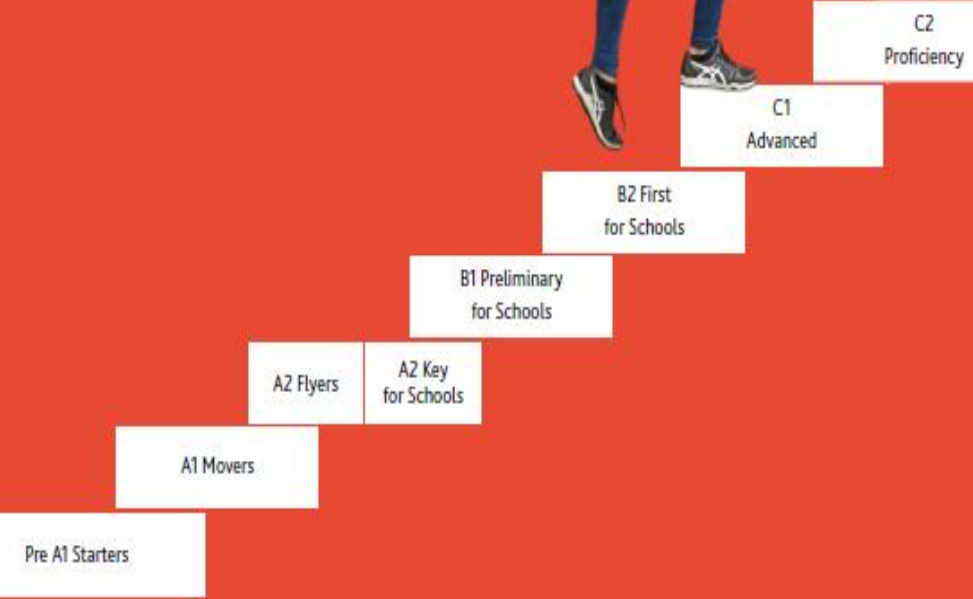 C2
Proficiency
C1
Advanced
B2 First
for Schools
B1 Preliminary
for Schools
A2 Flyers
A2 Key
for Schools
A1 Movers
Pre A1 Starters